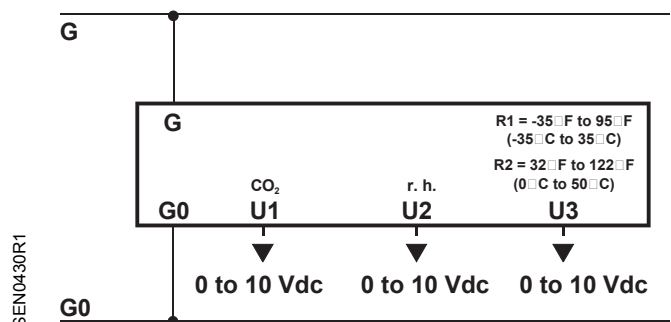 G
G
R1 = -35□F to 95□F
(-35□C to 35□C)
R2 = 32□F to 122□F
(0□C to 50□C)
CO₂ r. h.
G0 U1 U2 U3
0 to 10 Vdc 0 to 10 Vdc 0 to 10 Vdc
G0
SEN0430R1